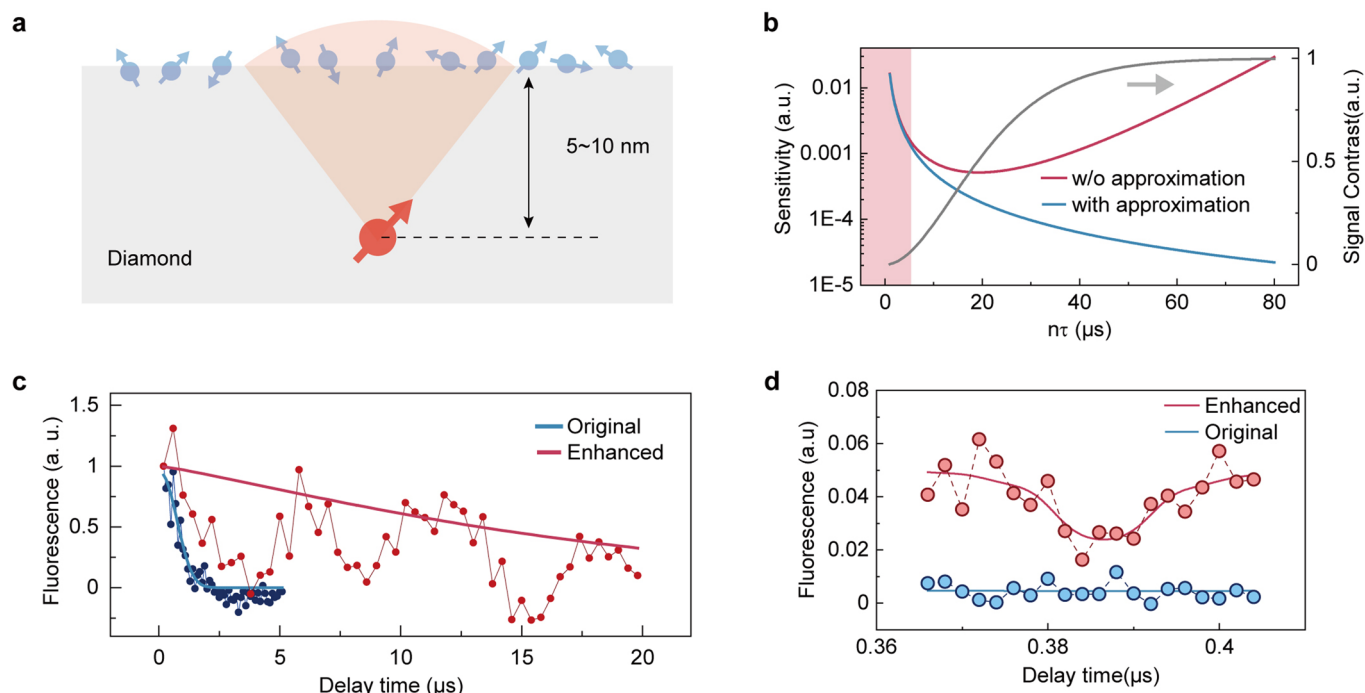 a
5~10 nm
Diamond
b
Sensitivity (a.u.)
0.01
0.001
1E-4
1E-5
w/o approximation
with approximation
0 20 40 60 80
nτ (μs)
1
0.5
0
Signal Contrast(a.u.)
c
Fluorescence (a. u.)
1.5
1
0.5
0
Original
Enhanced
0 5 10 15 20
Delay time (μs)
d
Fluorescence (a.u)
0.08
0.06
0.04
0.02
0
Enhanced
Original
0.36 0.38 0.4
Delay time(μs)